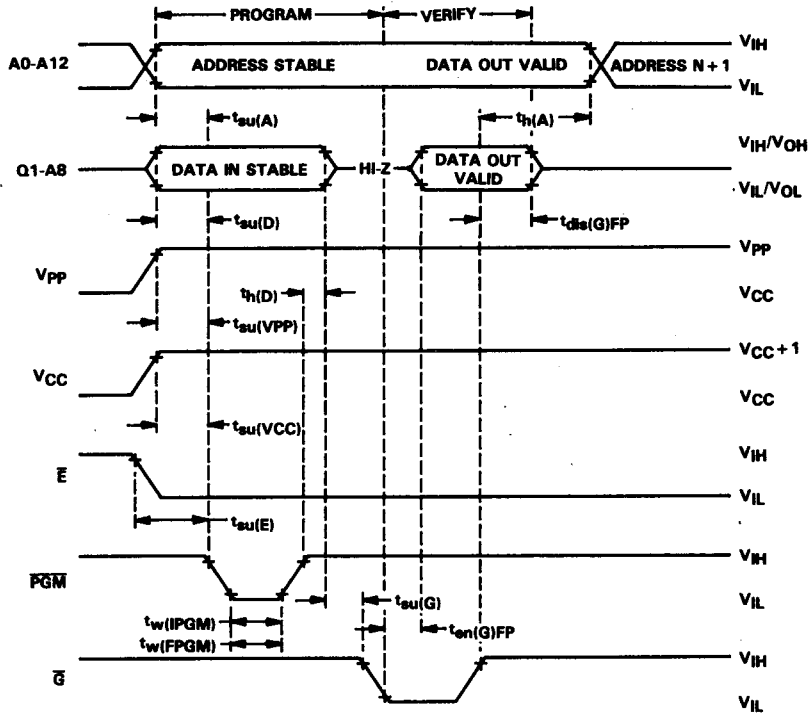 PROGRAM VERIFY
A0-A12 ADDRESS STABLE DATA OUT VALID ADDRESS N + 1 VIH
VIL
tsu(A) th(A)
Q1-A8 DATA IN STABLE HI-Z DATA OUT VALID VIH/VOH
VIL/VOL
tsu(D) tdis(G)FP
VPP VPP
th(D) VCC
tsu(VPP)
VCC VCC + 1
VCC
tsu(VCC)
E VIH
VIL
tsu(E)
PGM VIH
VIL
tsu(G)
tw(IPGM)
ten(G)FP
tw(FPGM)
G VIH
VIL